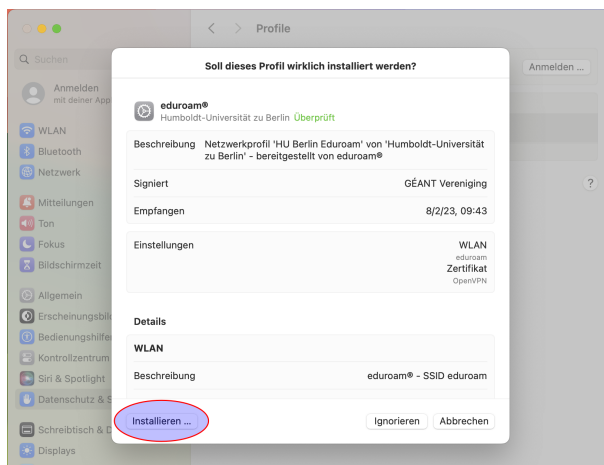 Profile
Suchen
Anmelden ...
Anmelden
mit deiner App
WLAN
Bluetooth
Netzwerk
Mitteilungen
Ton
Fokus
Bildschirmzeit
Allgemein
Erscheinungsbild
Bedienungshilfen
Kontrollzentrum
Siri & Spotlight
Datenschutz & S
Schreibtisch & D
Displays
?
Soll dieses Profil wirklich installiert werden?
eduroam®
Humboldt-Universität zu Berlin Überprüft
Beschreibung Netzwerkprofil 'HU Berlin Eduroam' von 'Humboldt-Universität
zu Berlin' - bereitgestellt von eduroam®
Signiert GÉANT Vereniging
Empfangen 8/2/23, 09:43
Einstellungen WLAN
eduroam
Zertifikat
OpenVPN
Details
WLAN
Beschreibung eduroam® - SSID eduroam
Installieren ... Ignorieren Abbrechen